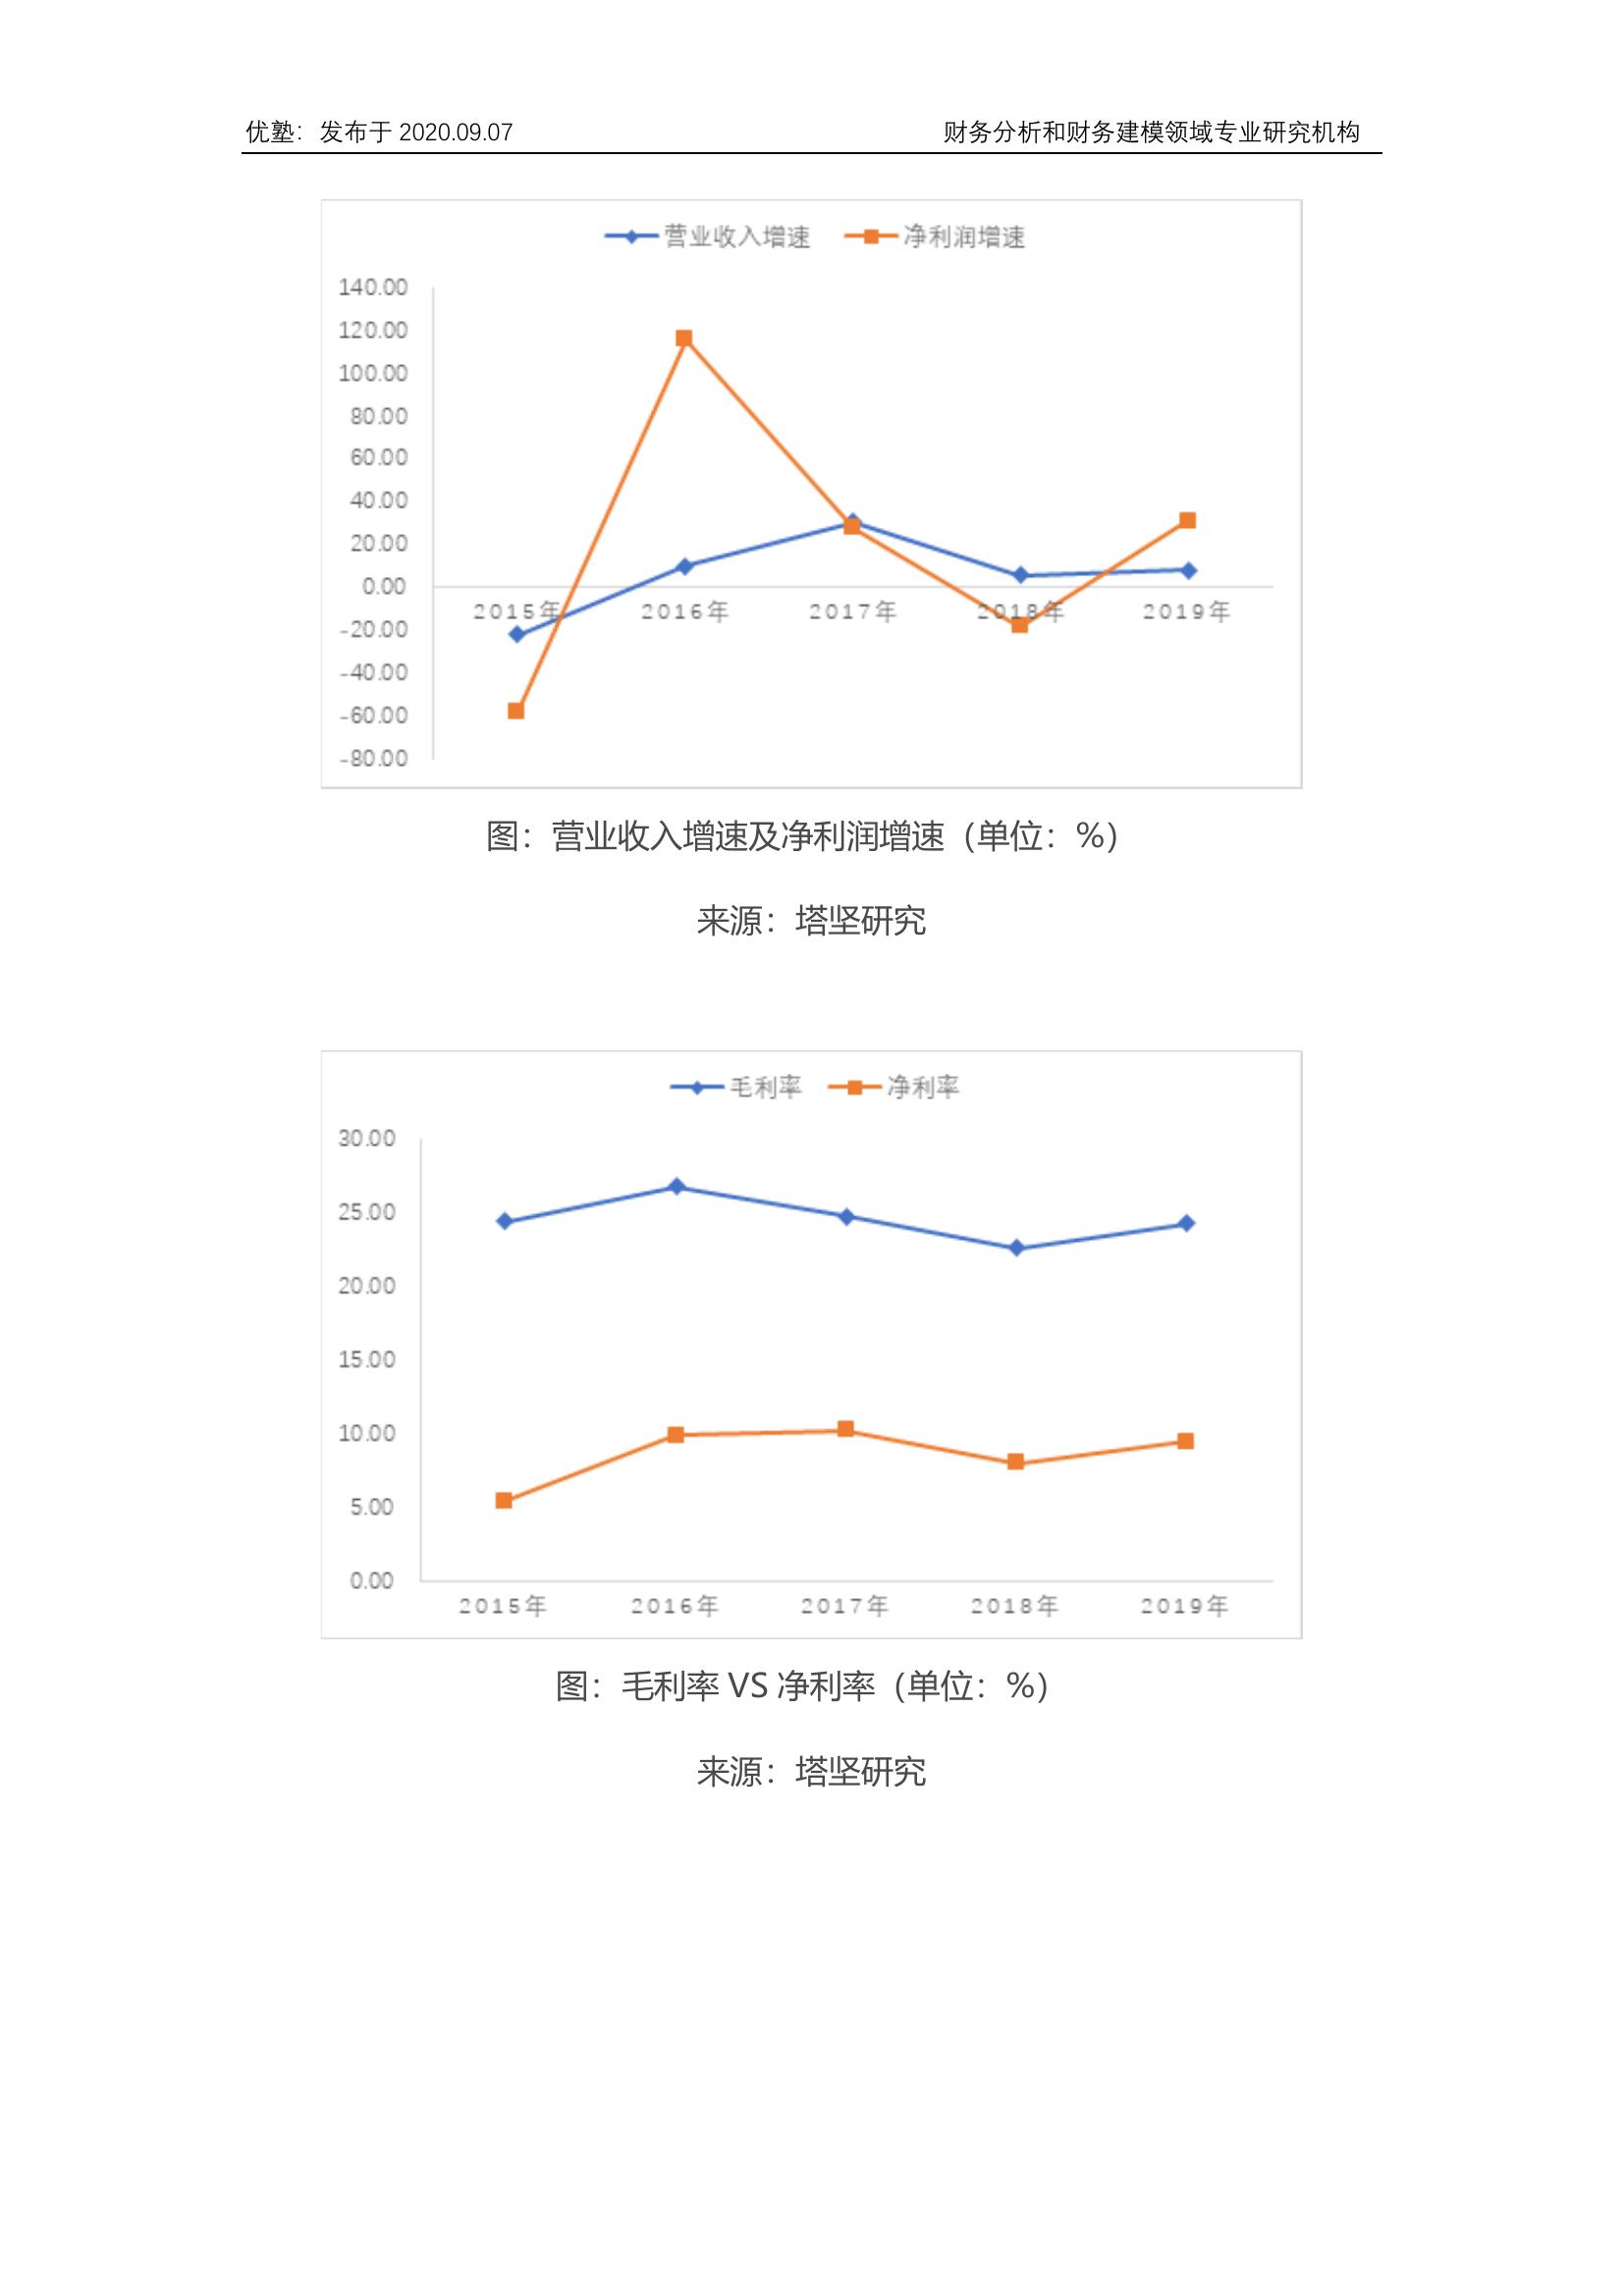 优塾：发布于 2020.09.07 财务分析和财务建模领域专业研究机构
营业收入增速 净利润增速
140.00
120.00
100.00
80.00
60.00
40.00
20.00
0.00
2015年 2016年 2017年 2018年 2019年
-20.00
-40.00
-60.00
-80.00
图：营业收入增速及净利润增速（单位：%）
来源：塔坚研究
毛利率 净利率
30.00
25.00
20.00
15.00
10.00
5.00
0.00
2015年 2016年 2017年 2018年 2019年
图：毛利率 VS 净利率（单位：%）
来源：塔坚研究